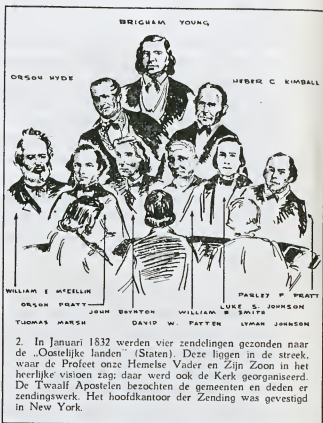 BRIGHAM YOUNG
ORSON HYDE
HEBER C KIMBALL
WILLIAM E McCELLIN
PARLEY P PRATT
ORSON PRATT
LUKE S. JOHNSON
JOHN BOYNTON
WILLIAM B SMITH
THOMAS MARSH
DAVID W. PATTEN
LYMAN JOHNSON
2. In Januari 1832 werden vier zendelingen gezonden naar
de „Oostelijke landen” (Staten). Deze liggen in de streek,
waar de Profeet onze Hemelse Vader en Zijn Zoon in het
heerlijke visioen zag; daar werd ook de Kerk georganiseerd.
De Twaalf Apostelen bezochten de gemeenten en deden er
zendingswerk. Het hoofdkantoor der Zending was gevestigd
in New York.